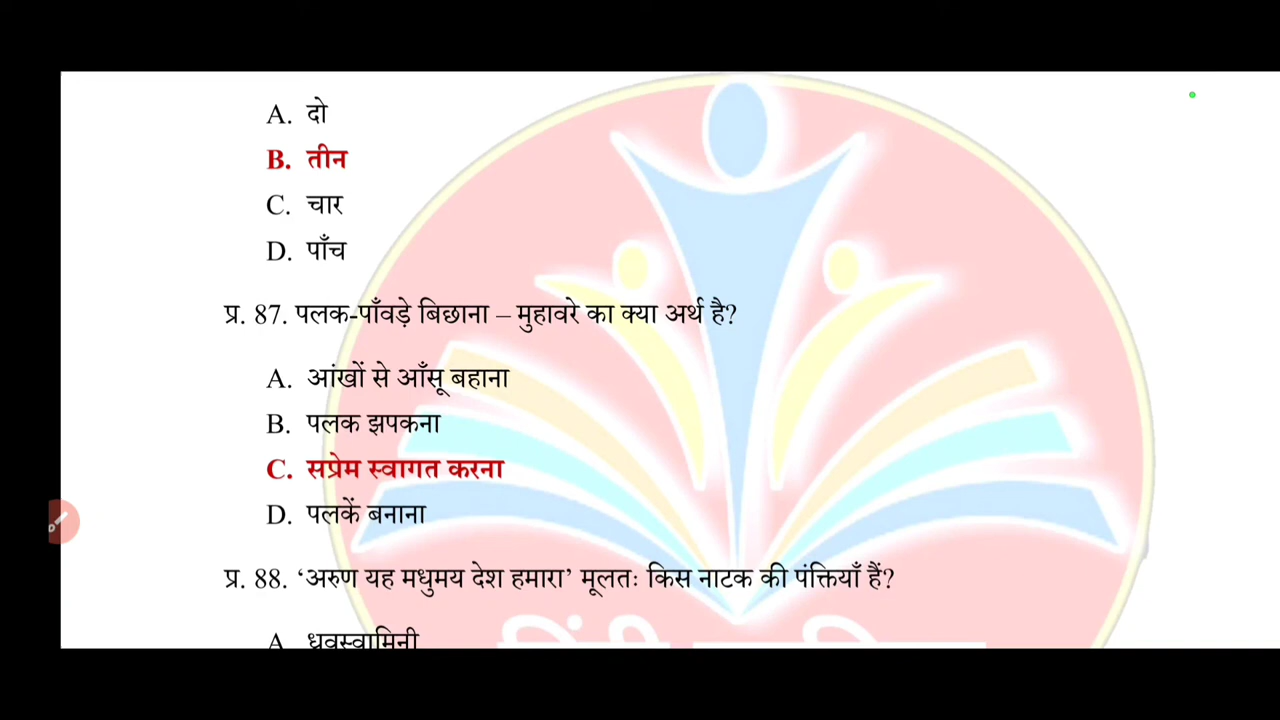 A. दो
B. तीन
C. चार
D. पाँच
प्र. 87. पलक-पाँवड़े बिछाना – मुहावरे का क्या अर्थ है?
A. आंखों से आँसू बहाना
B. पलक झपकना
C. सप्रेम स्वागत करना
D. पलकें बनाना
प्र. 88. ‘अरुण यह मधुमय देश हमारा’ मूलतः किस नाटक की पंक्तियाँ हैं?
A ध्रुवस्वामिनी